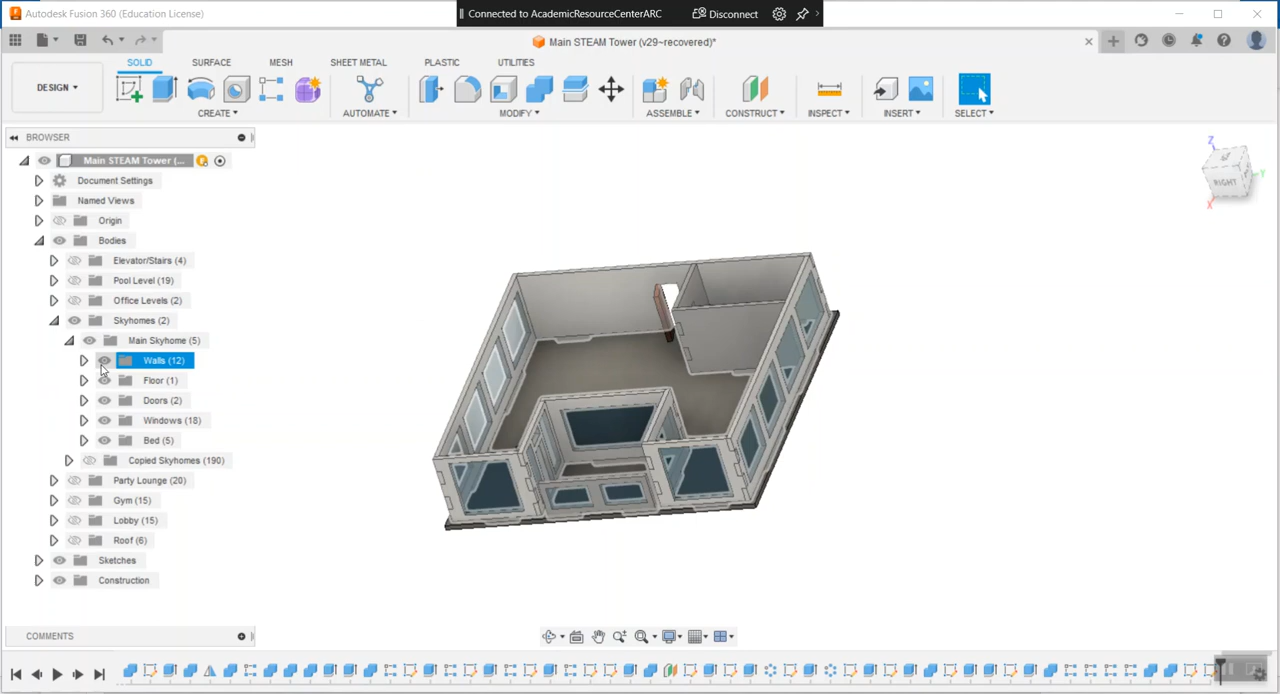 Autodesk Fusion 360 (Education License)
Connected to AcademicResourceCenterARC
Disconnect
Main STEAM Tower (v29~recovered)*
SOLID
SURFACE
MESH
SHEET METAL
PLASTIC
UTILITIES
DESIGN
CREATE
AUTOMATE
MODIFY
ASSEMBLE
CONSTRUCT
INSPECT
INSERT
SELECT
BROWSER
Main STEAM Tower (...
Document Settings
Named Views
Origin
Bodies
Elevator/Stairs (4)
Pool Level (19)
Office Levels (2)
Skyhomes (2)
Main Skyhome (5)
Walls (12)
Floor (1)
Doors (2)
Windows (18)
Bed (5)
Copied Skyhomes (190)
Party Lounge (20)
Gym (15)
Lobby (15)
Roof (6)
Sketches
Construction
Z
Y
RIGHT
X
COMMENTS